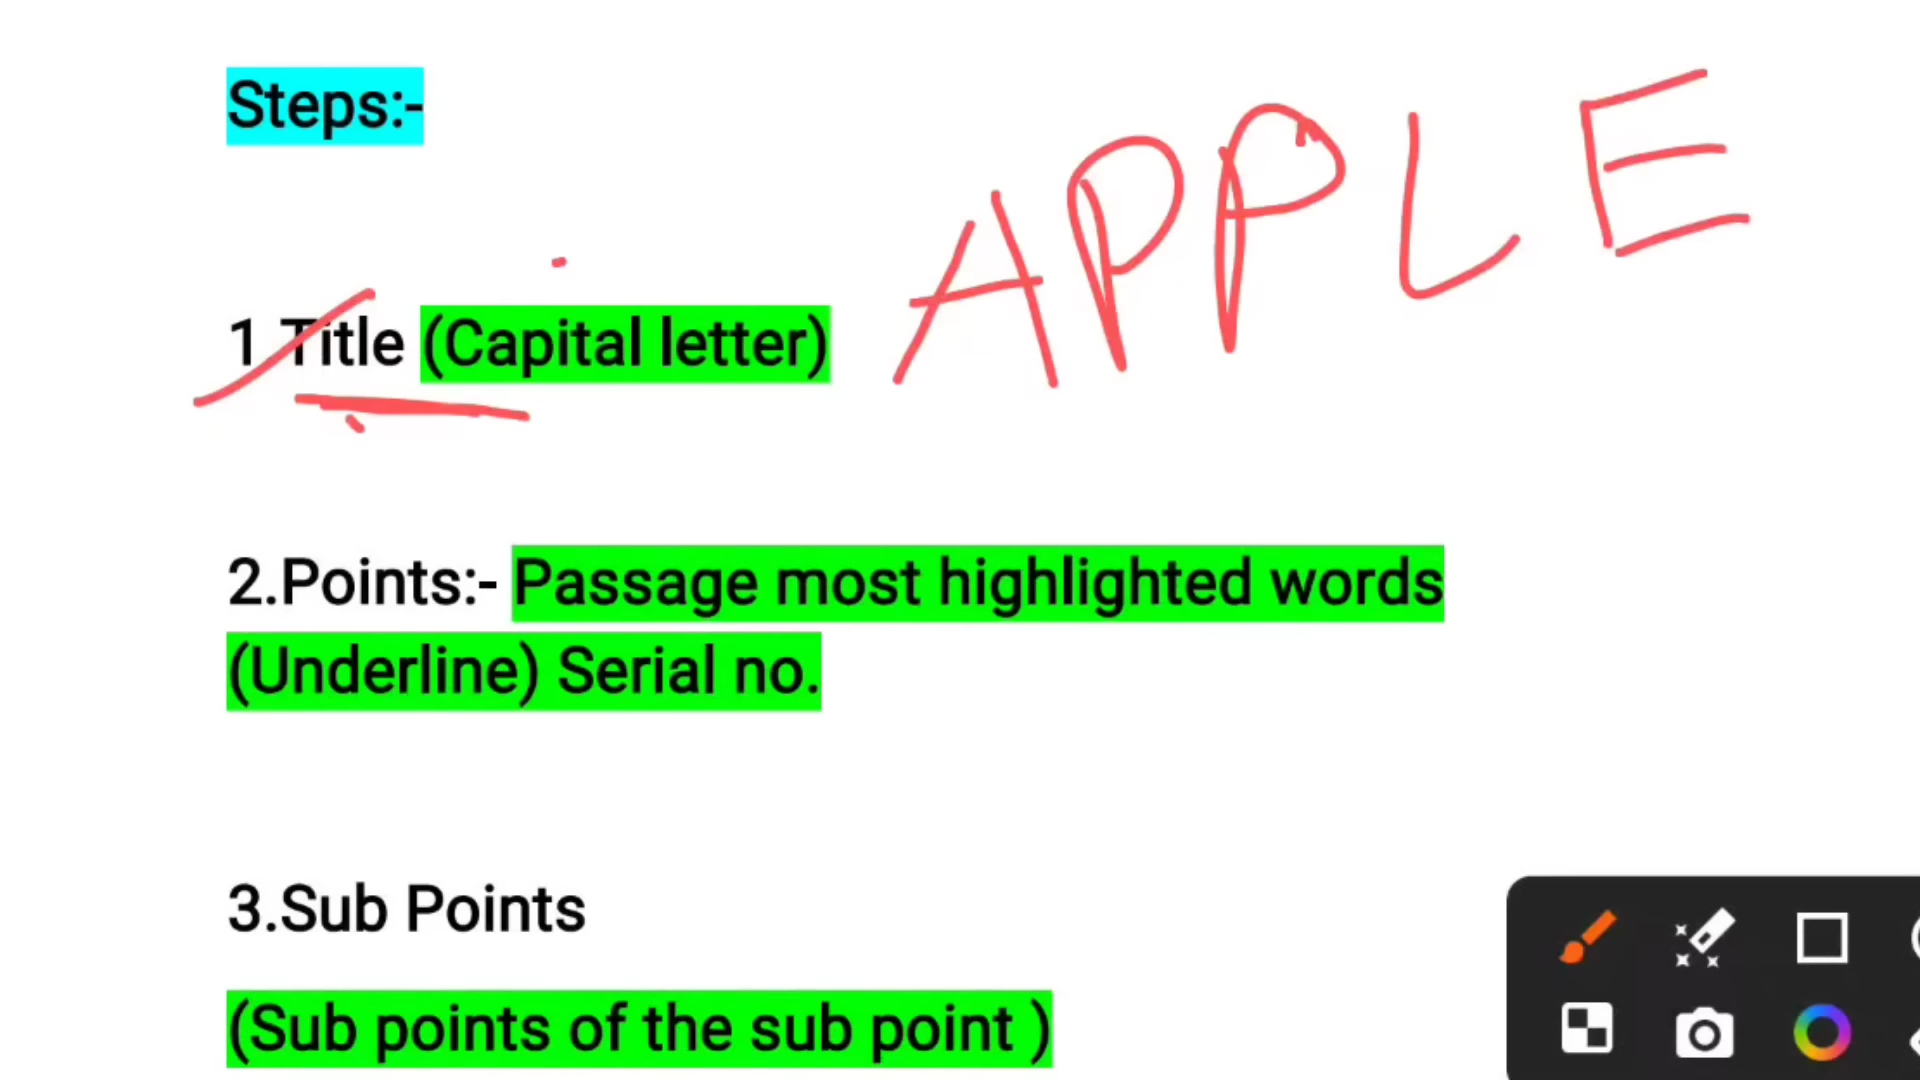 Steps:-
APPLE
1 Title (Capital letter)
2.Points:- Passage most highlighted words
(Underline) Serial no.
3.Sub Points
(Sub points of the sub point )